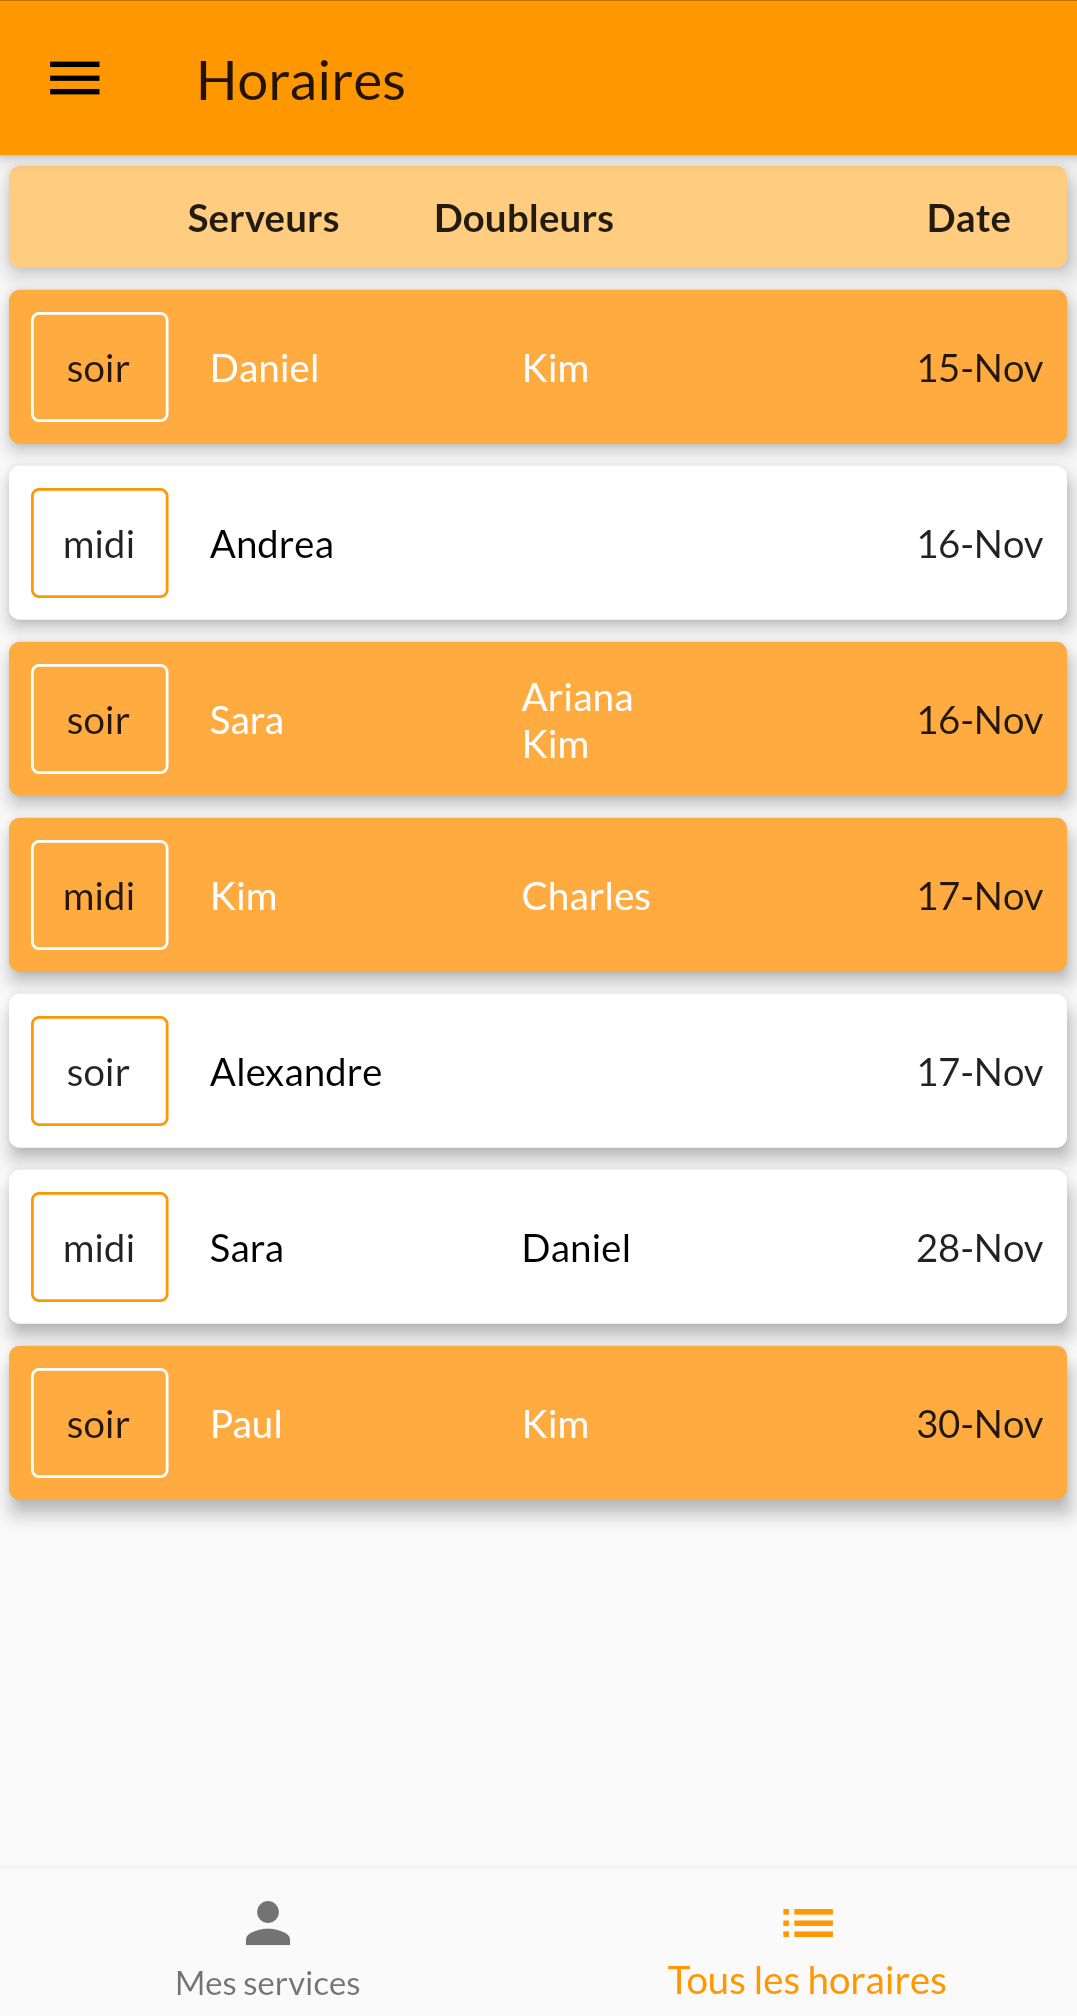 Horaires
Serveurs Doubleurs Date
soir Daniel Kim 15-Nov
midi Andrea 16-Nov
soir Sara Ariana Kim 16-Nov
midi Kim Charles 17-Nov
soir Alexandre 17-Nov
midi Sara Daniel 28-Nov
soir Paul Kim 30-Nov
Mes services Tous les horaires